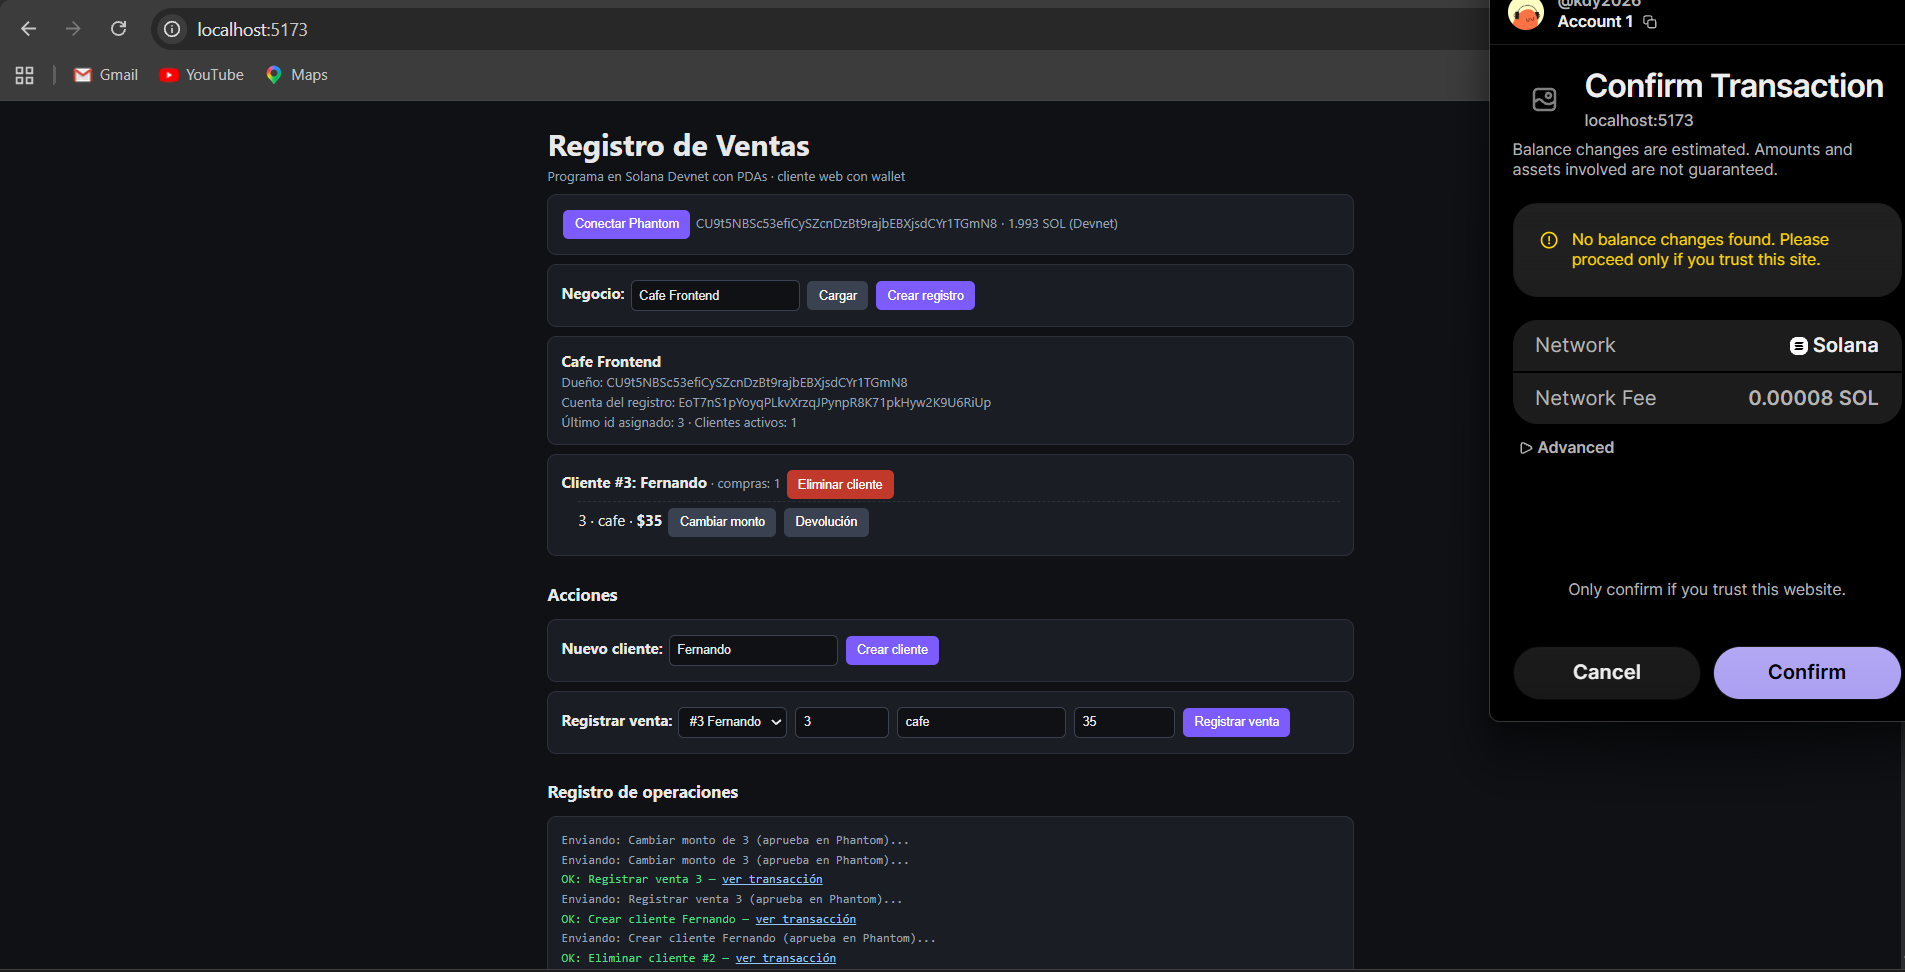 localhost:5173
Gmail
YouTube
Maps
Registro de Ventas
Programa en Solana Devnet con PDAs · cliente web con wallet
Conectar Phantom CU9t5NBSc53efiCySZcnDzBt9rajbEBXjsdCYr1TGmN8 · 1.993 SOL (Devnet)
Negocio: Cafe Frontend Cargar Crear registro
Cafe Frontend
Dueño: CU9t5NBSc53efiCySZcnDzBt9rajbEBXjsdCYr1TGmN8
Cuenta del registro: EoT7nS1pYoyqPLkvXrzqJPynpR8K71pkHyw2K9U6RiUp
Último id asignado: 3 · Clientes activos: 1
Cliente #3: Fernando · compras: 1 Eliminar cliente
3 · cafe · $35 Cambiar monto Devolución
Acciones
Nuevo cliente: Fernando Crear cliente
Registrar venta: #3 Fernando 3 cafe 35 Registrar venta
Registro de operaciones
Enviando: Cambiar monto de 3 (aprueba en Phantom)...
Enviando: Cambiar monto de 3 (aprueba en Phantom)...
OK: Registrar venta 3 — ver transacción
Enviando: Registrar venta 3 (aprueba en Phantom)...
OK: Crear cliente Fernando — ver transacción
Enviando: Crear cliente Fernando (aprueba en Phantom)...
OK: Eliminar cliente #2 — ver transacción
@kdy2026
Account 1
Confirm Transaction
localhost:5173
Balance changes are estimated. Amounts and
assets involved are not guaranteed.
No balance changes found. Please
proceed only if you trust this site.
Network Solana
Network Fee 0.00008 SOL
Advanced
Only confirm if you trust this website.
Cancel Confirm